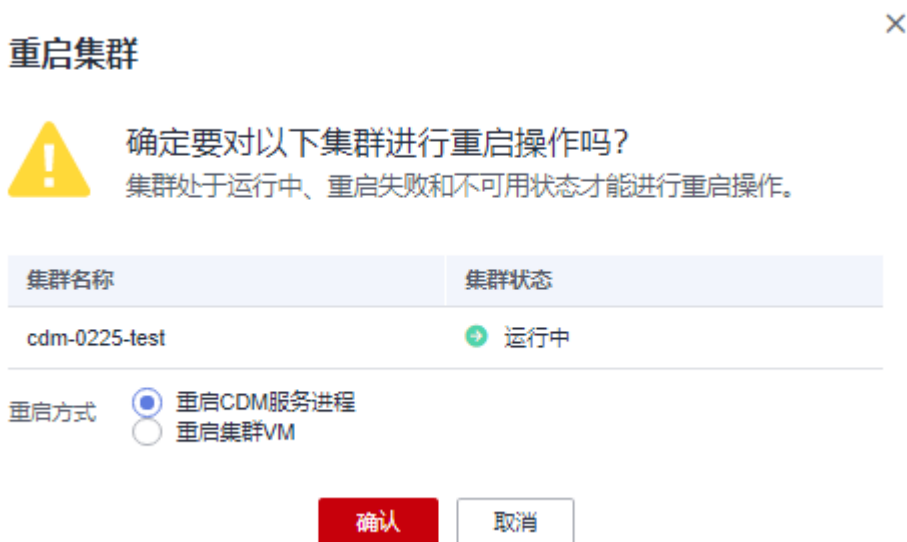 重启集群
确定要对以下集群进行重启操作吗？
集群处于运行中、重启失败和不可用状态才能进行重启操作。
集群名称 集群状态
cdm-0225-test 运行中
重启方式 重启CDM服务进程
重启集群VM
确认 取消